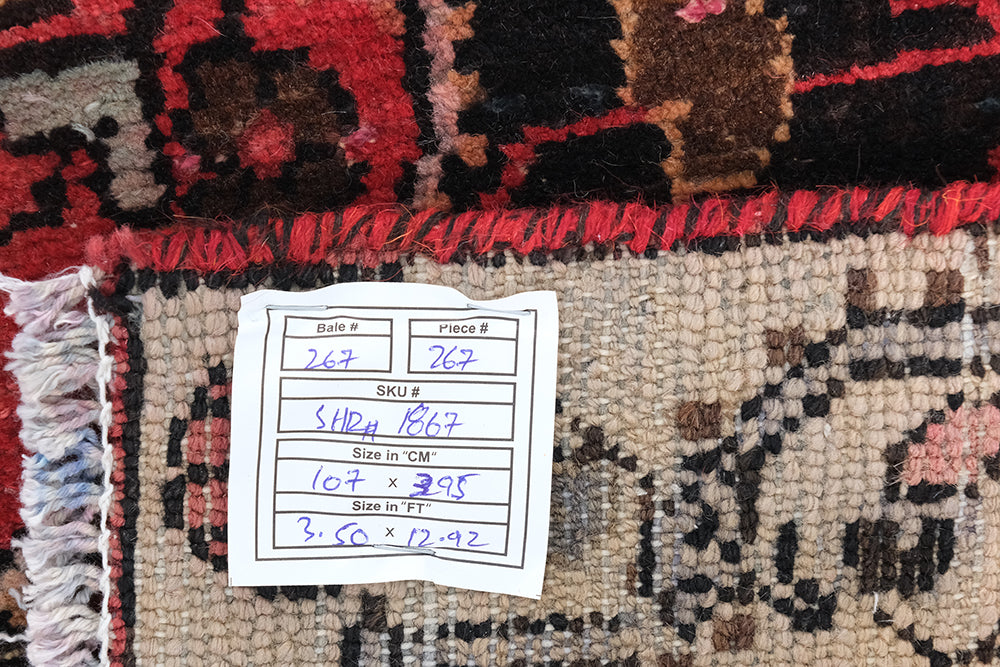 Bale # Piece #
267 267
SKU #
SHR# 1867
Size in "CM"
107 x 395
Size in "FT"
3.50 x 12.92